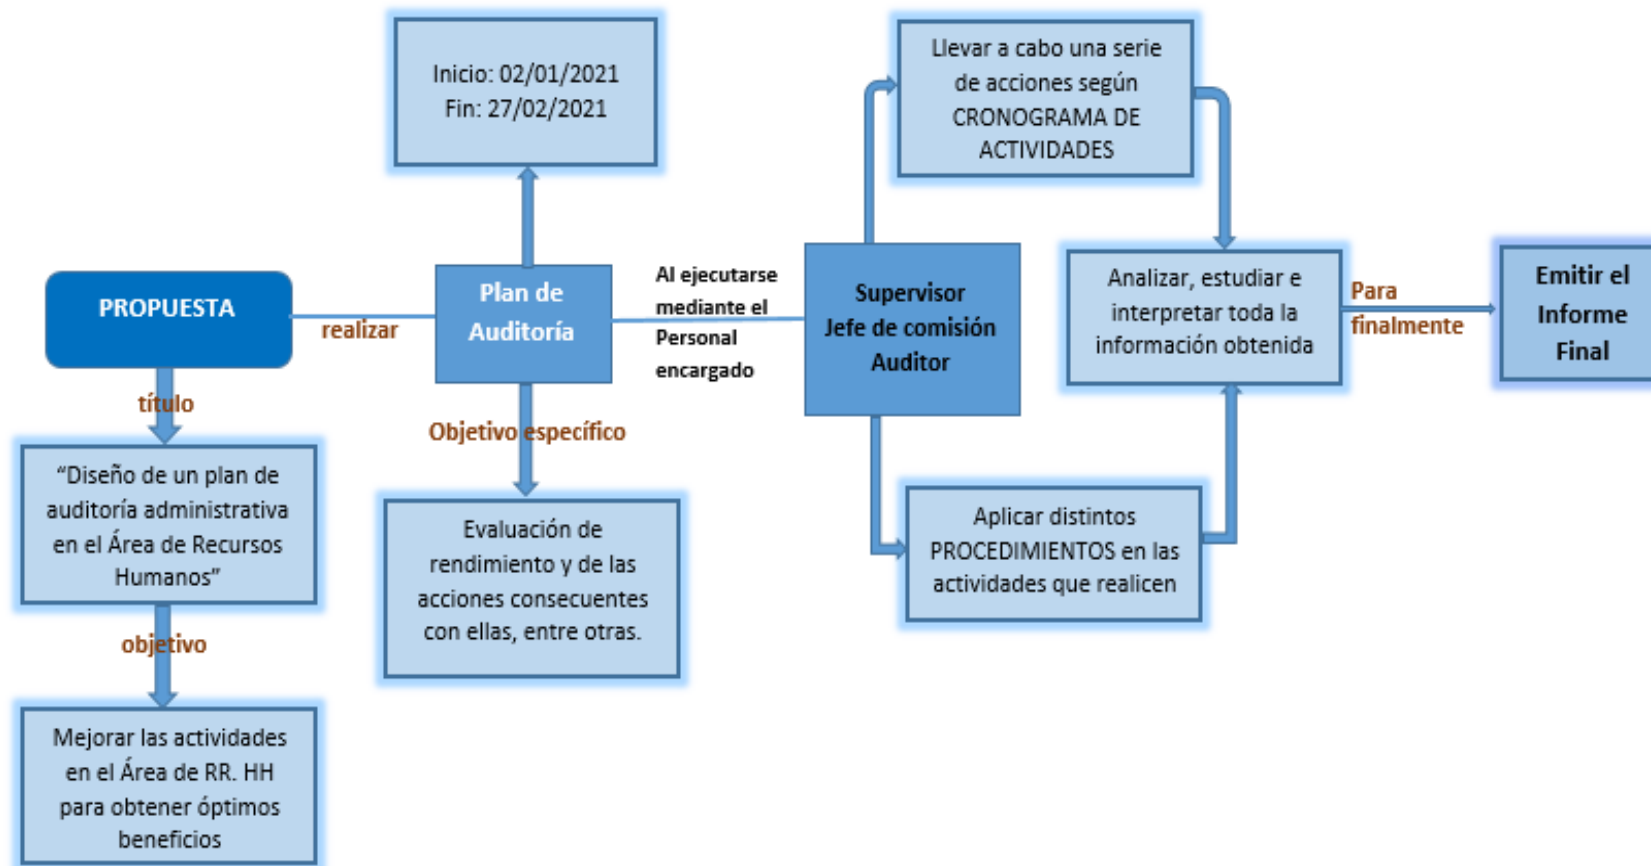 PROPUESTA
título
“Diseño de un plan de
auditoría administrativa
en el Área de Recursos
Humanos”
objetivo
Mejorar las actividades
en el Área de RR. HH
para obtener óptimos
beneficios
realizar
Inicio: 02/01/2021
Fin: 27/02/2021
Plan de
Auditoría
Objetivo específico
Evaluación de
rendimiento y de las
acciones consecuentes
con ellas, entre otras.
Al ejecutarse
mediante el
Personal
encargado
Supervisor
Jefe de comisión
Auditor
Llevar a cabo una serie
de acciones según
CRONOGRAMA DE
ACTIVIDADES
Aplicar distintos
PROCEDIMIENTOS en las
actividades que realicen
Analizar, estudiar e
interpretar toda la
información obtenida
Para
finalmente
Emitir el
Informe
Final